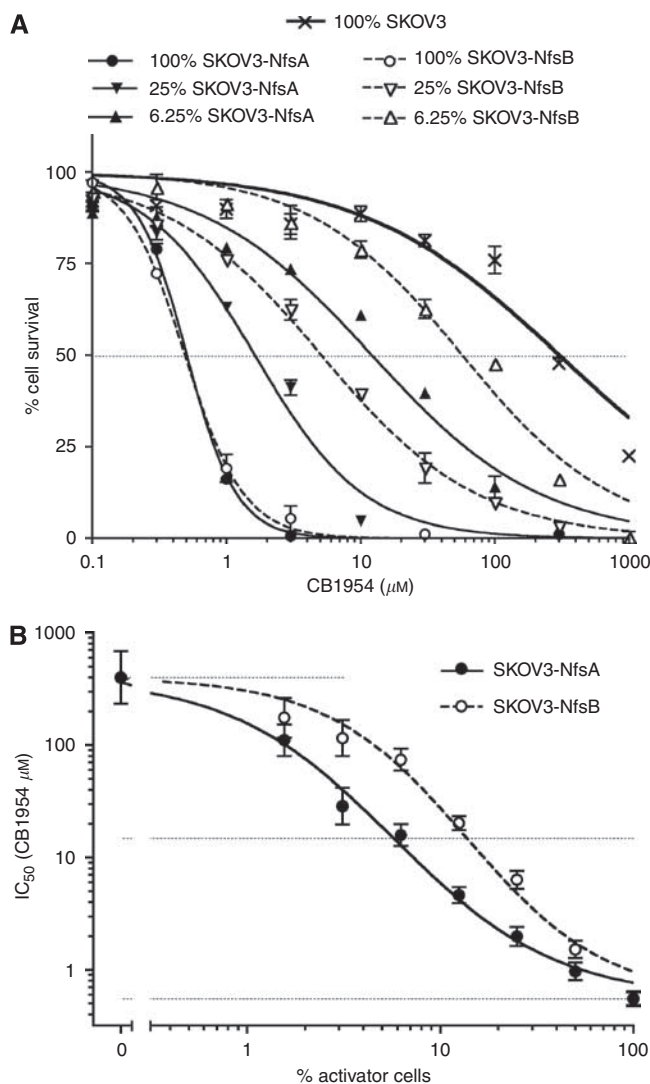 A
100% SKOV3
100% SKOV3-NfsA 100% SKOV3-NfsB
25% SKOV3-NfsA 25% SKOV3-NfsB
6.25% SKOV3-NfsA 6.25% SKOV3-NfsB
100
75
50
25
0
% cell survival
0.1 1 10 100 1000
CB1954 (μM)
B
1000
100
10
1
IC50 (CB1954 μM)
SKOV3-NfsA
SKOV3-NfsB
0 1 10 100
% activator cells